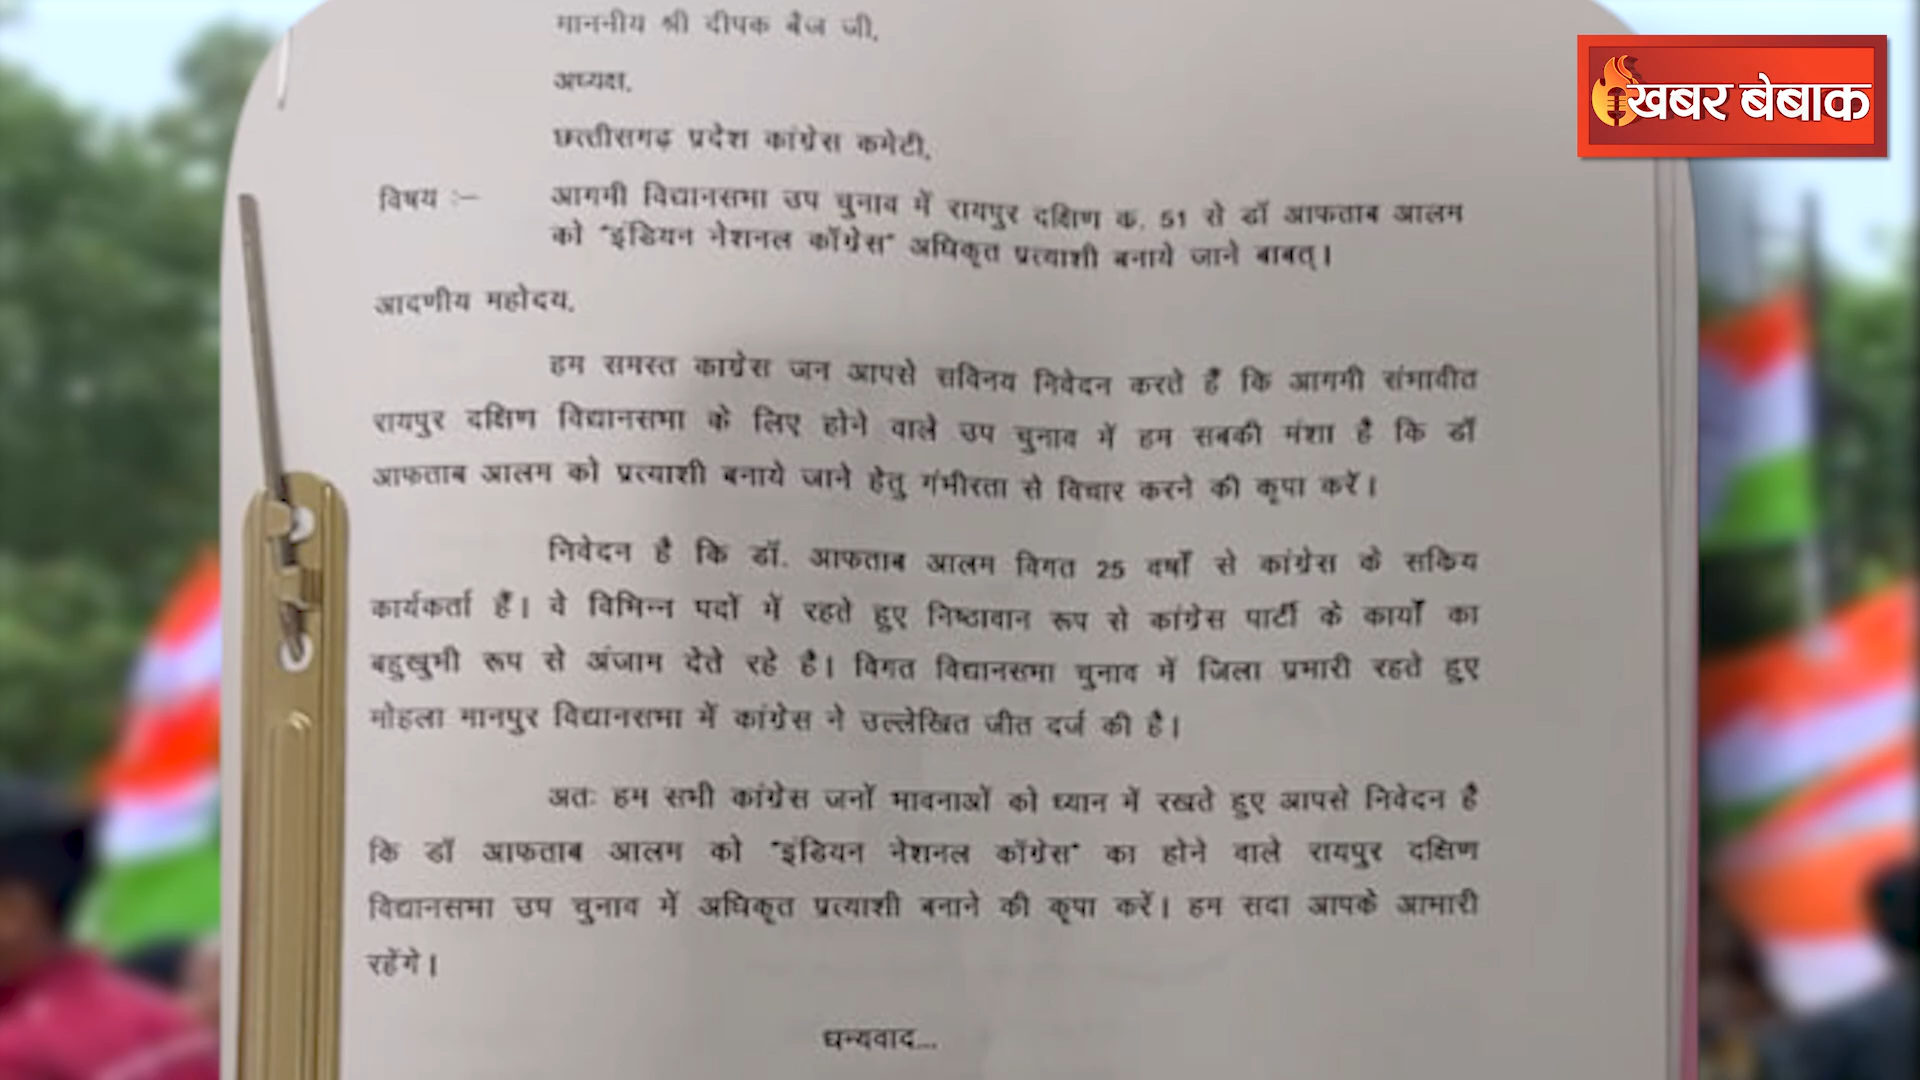 खबर बेबाक
माननीय श्री दीपक बैज जी,
अध्यक्ष,
छत्तीसगढ़ प्रदेश कांग्रेस कमेटी,
विषय :- आगमी विद्यानसभा उप चुनाव में रायपुर दक्षिण क. 51 से डॉ आफताब आलम
को "इंडियन नेशनल कॉंग्रेस" अधिकृत प्रत्याशी बनाये जाने बाबत्।
आदणीय महोदय,
हम समस्त काग्रेस जन आपसे सविनय निवेदन करते हैं कि आगमी संभावीत
रायपुर दक्षिण विद्यानसभा के लिए होने वाले उप चुनाव में हम सबकी मंशा है कि डॉ
आफताब आलम को प्रत्याशी बनाये जाने हेतु गंभीरता से विचार करने की कृपा करें।
निवेदन है कि डॉ. आफताब आलम विगत 25 वर्षों से कांग्रेस के सकिय
कार्यकर्ता हैं। वे विभिन्न पदों में रहते हुए निष्ठावान रूप से कांग्रेस पार्टी के कार्यों का
बहुखुमी रूप से अंजाम देते रहे है। विगत विद्यानसभा चुनाव में जिला प्रभारी रहते हुए
मोहला मानपुर विद्यानसभा में कांग्रेस ने उल्लेखित जीत दर्ज की है।
अतः हम सभी कांग्रेस जनों भावनाओं को ध्यान में रखते हुए आपसे निवेदन है
कि डॉ आफताब आलम को "इंडियन नेशनल कॉंग्रेस" का होने वाले रायपुर दक्षिण
विद्यानसभा उप चुनाव में अधिकृत प्रत्याशी बनाने की कृपा करें। हम सदा आपके आभारी
रहेंगे।
धन्यवाद...